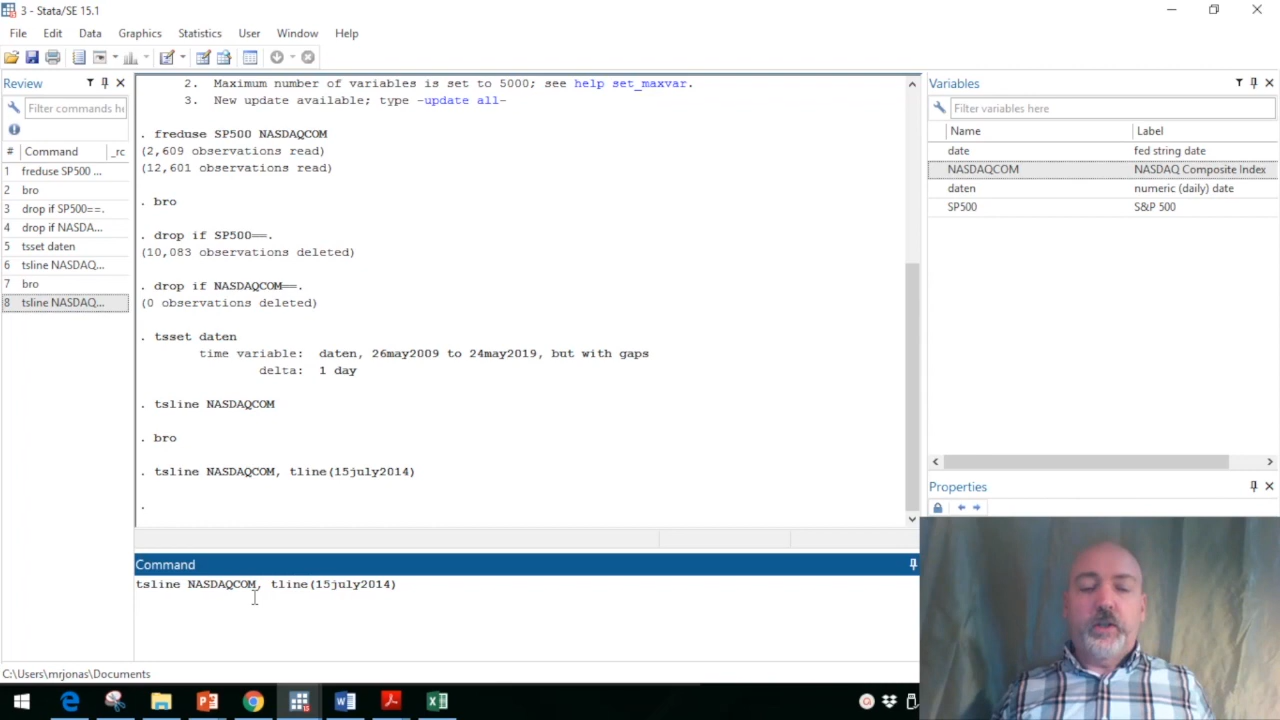 3 - Stata/SE 15.1
File Edit Data Graphics Statistics User Window Help
Review
Filter commands he
# Command _rc
1 freduse SP500 ...
2 bro
3 drop if SP500==.
4 drop if NASDA...
5 tsset daten
6 tsline NASDAQ...
7 bro
8 tsline NASDAQ...
2. Maximum number of variables is set to 5000; see help set_maxvar.
3. New update available; type -update all-
. freduse SP500 NASDAQCOM
(2,609 observations read)
(12,601 observations read)
. bro
. drop if SP500==.
(10,083 observations deleted)
. drop if NASDAQCOM==.
(0 observations deleted)
. tsset daten
time variable: daten, 26may2009 to 24may2019, but with gaps
delta: 1 day
. tsline NASDAQCOM
. bro
. tsline NASDAQCOM, tline(15july2014)
.
Command
tsline NASDAQCOM, tline(15july2014)
Variables
Filter variables here
Name Label
date fed string date
NASDAQCOM NASDAQ Composite Index
daten numeric (daily) date
SP500 S&P 500
Properties
C:\Users\mrjonas\Documents